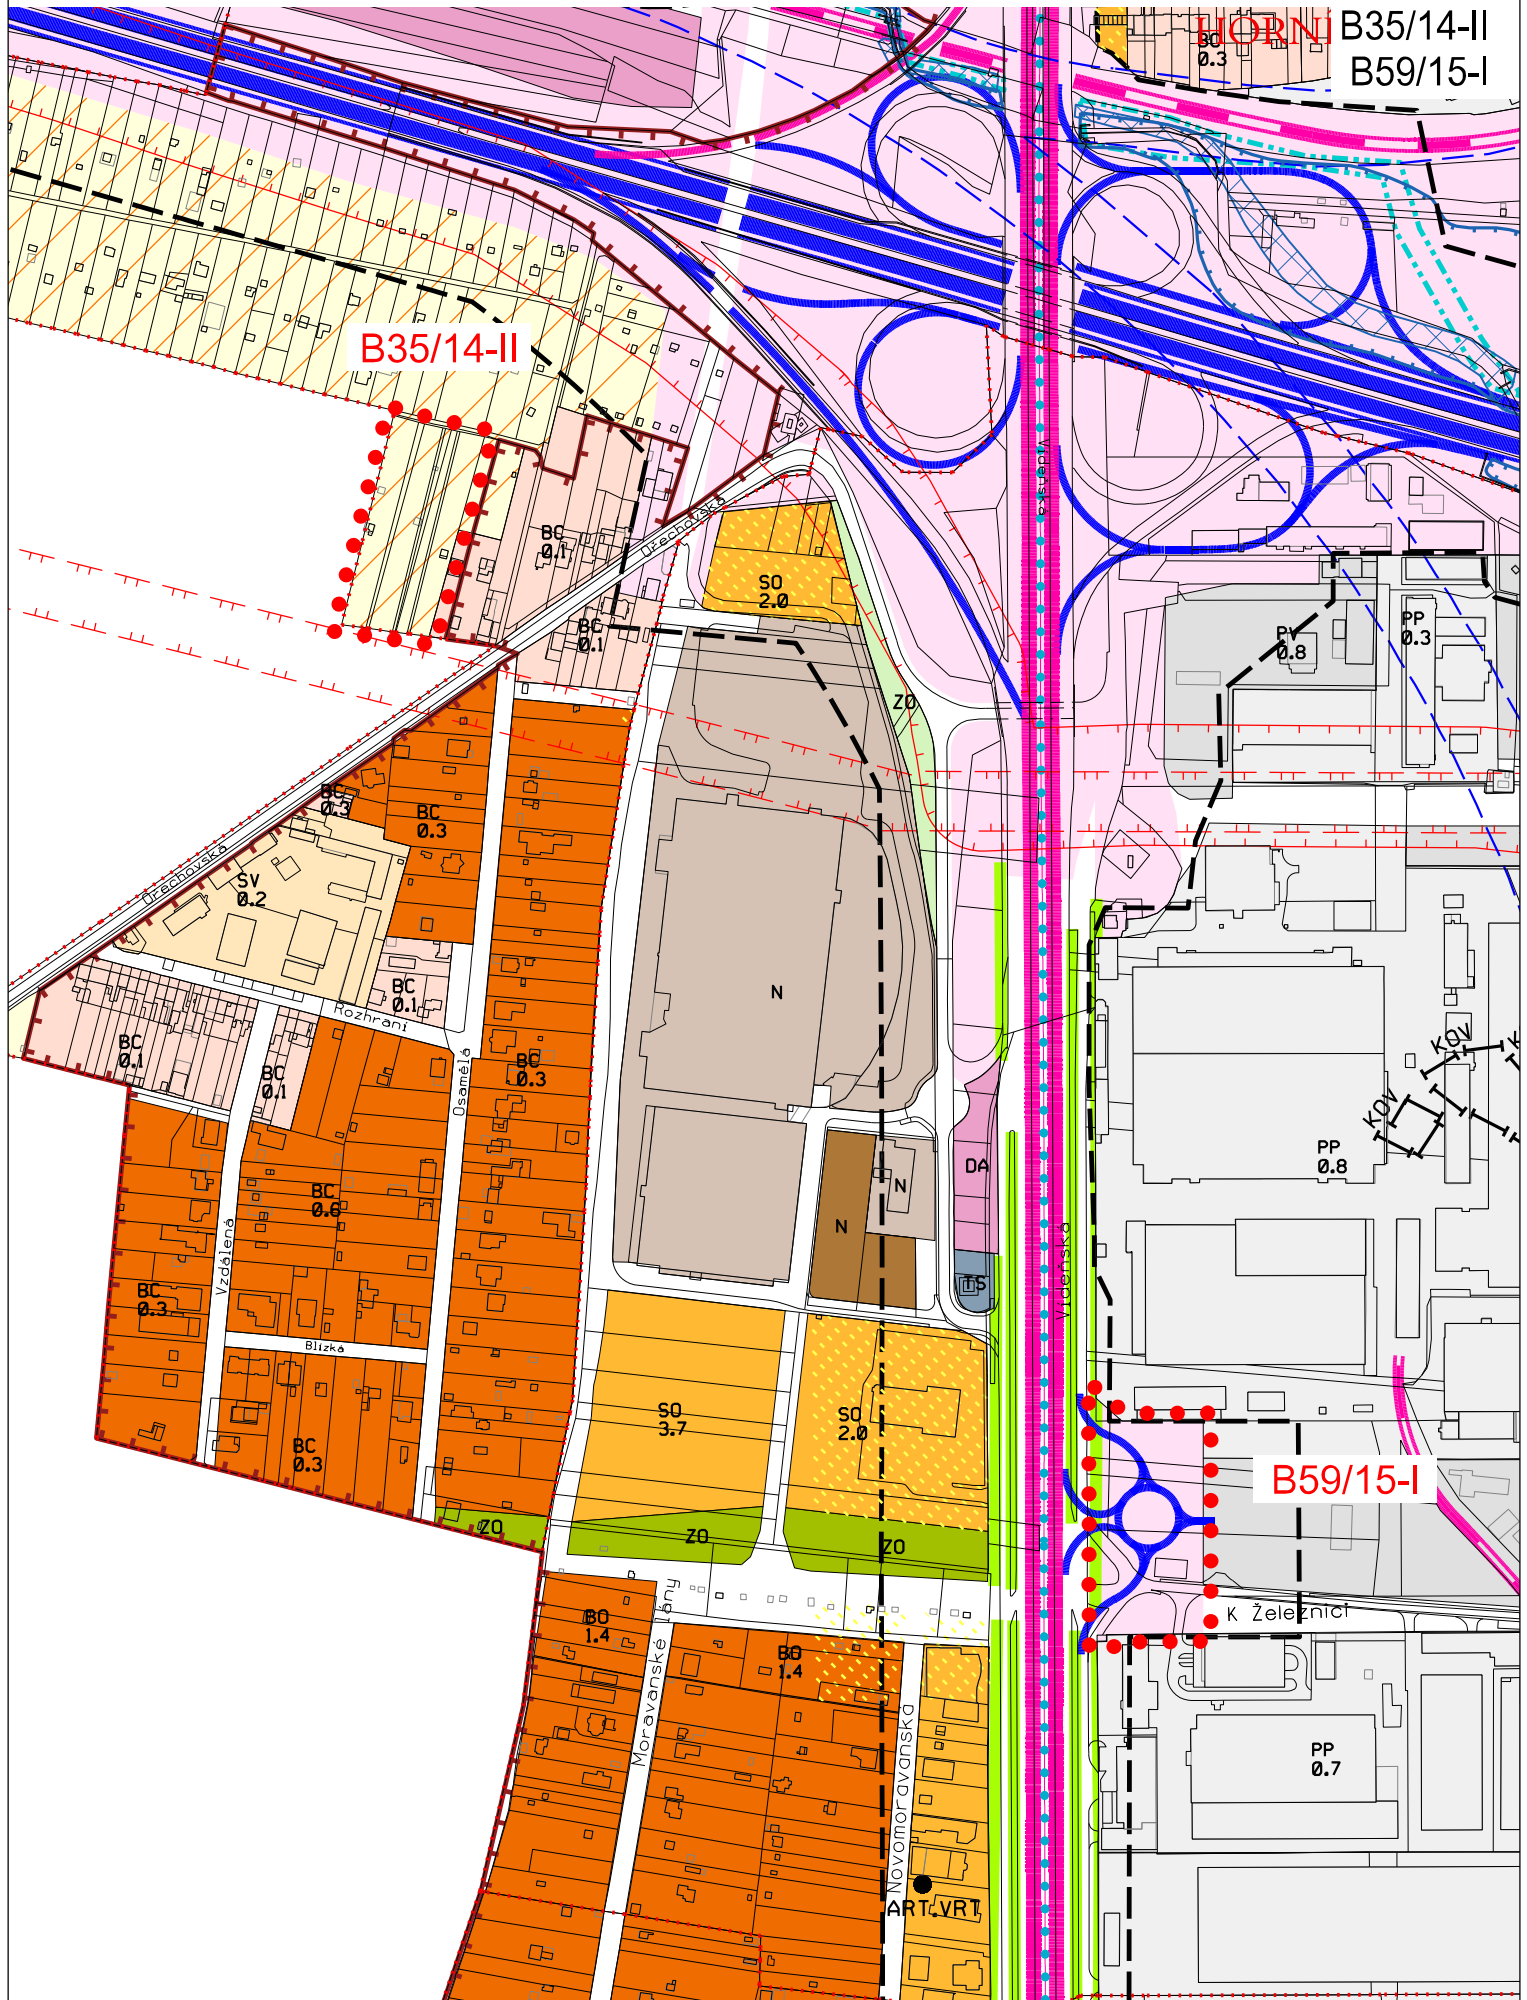 HORNI
B35/14-II
B59/15-I
BC
0.3
B35/14-II
Vídeňská
Ořechovská
BC
0.1
SO
2.0
BC
0.1
PV
0.8
PP
0.3
ZO
BC
0.3
BC
0.3
Ořechovská
SV
0.2
BC
0.1
Rozhraní
N
BC
0.1
BC
0.1
Osamělá
BC
0.3
KOV
K
KOV
PP
0.8
DA
N
N
BC
0.6
Vzdálená
Vídeňská
TS
BC
0.3
Blízká
SO
3.7
SO
2.0
BC
0.3
B59/15-I
ZO
ZO
ZO
K Železnici
BO
1.4
Moravanské lány
BO
1.4
Novomoravanská
PP
0.7
ART.VRT